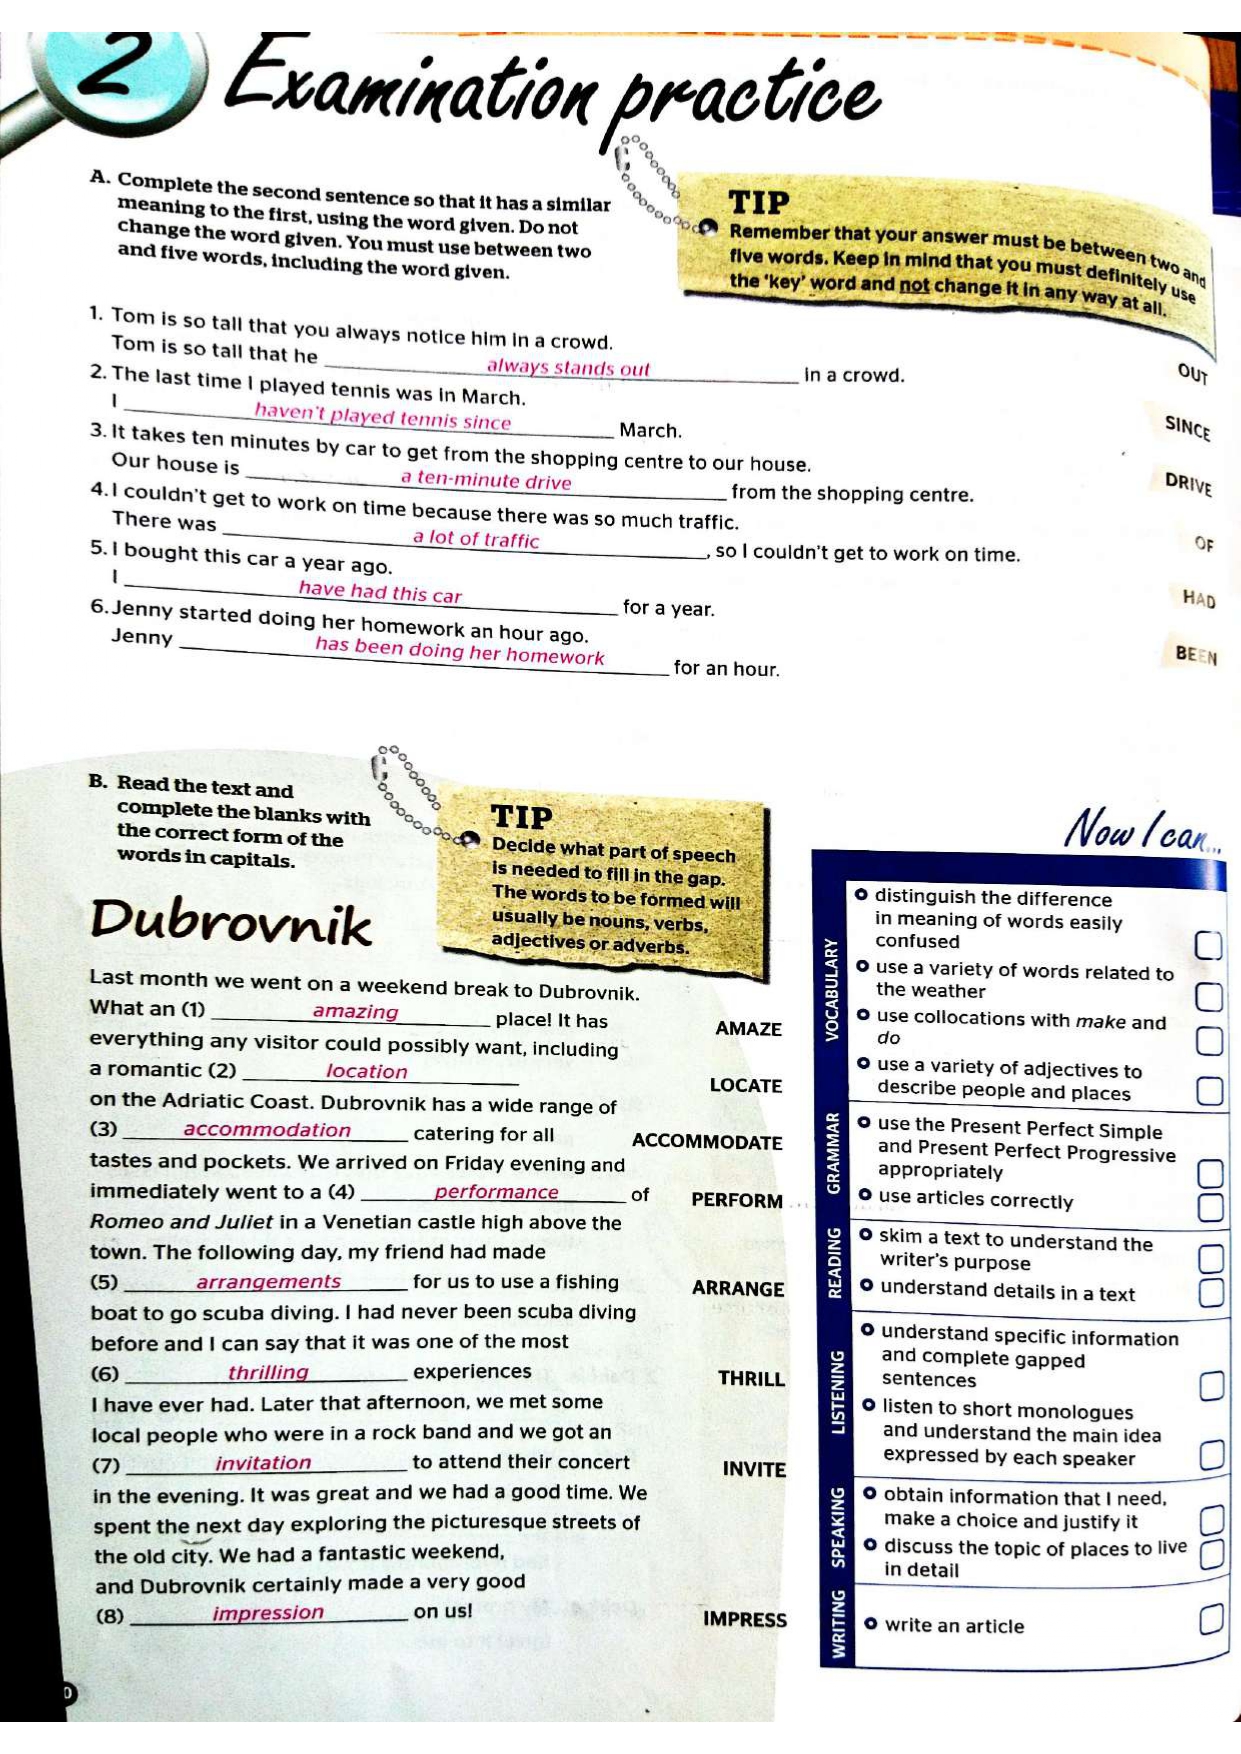 2 Examination practice
A. Complete the second sentence so that it has a similar
meaning to the first, using the word given. Do not
change the word given. You must use between two
and five words, including the word given.
TIP
Remember that your answer must be between two and
five words. Keep in mind that you must definitely use
the 'key' word and not change it in any way at all.
1. Tom is so tall that you always notice him in a crowd.
Tom is so tall that he always stands out in a crowd. OUT
2. The last time I played tennis was in March.
I haven't played tennis since March. SINCE
3. It takes ten minutes by car to get from the shopping centre to our house.
Our house is a ten-minute drive from the shopping centre. DRIVE
4. I couldn't get to work on time because there was so much traffic.
There was a lot of traffic, so I couldn't get to work on time. OF
5. I bought this car a year ago.
I have had this car for a year. HAD
6. Jenny started doing her homework an hour ago.
Jenny has been doing her homework for an hour. BEEN
B. Read the text and
complete the blanks with
the correct form of the
words in capitals.
TIP
Decide what part of speech
is needed to fill in the gap.
The words to be formed will
usually be nouns, verbs,
adjectives or adverbs.
Dubrovnik
Last month we went on a weekend break to Dubrovnik.
What an (1) amazing place! It has AMAZE
everything any visitor could possibly want, including
a romantic (2) location LOCATE
on the Adriatic Coast. Dubrovnik has a wide range of
(3) accommodation catering for all ACCOMMODATE
tastes and pockets. We arrived on Friday evening and
immediately went to a (4) performance of PERFORM
Romeo and Juliet in a Venetian castle high above the
town. The following day, my friend had made
(5) arrangements for us to use a fishing ARRANGE
boat to go scuba diving. I had never been scuba diving
before and I can say that it was one of the most
(6) thrilling experiences THRILL
I have ever had. Later that afternoon, we met some
local people who were in a rock band and we got an
(7) invitation to attend their concert INVITE
in the evening. It was great and we had a good time. We
spent the next day exploring the picturesque streets of
the old city. We had a fantastic weekend,
and Dubrovnik certainly made a very good
(8) impression on us! IMPRESS
Now I can...
VOCABULARY
distinguish the difference
in meaning of words easily
confused
use a variety of words related to
the weather
use collocations with make and
do
use a variety of adjectives to
describe people and places
GRAMMAR
use the Present Perfect Simple
and Present Perfect Progressive
appropriately
use articles correctly
READING
skim a text to understand the
writer's purpose
understand details in a text
LISTENING
understand specific information
and complete gapped
sentences
listen to short monologues
and understand the main idea
expressed by each speaker
SPEAKING
obtain information that I need,
make a choice and justify it
discuss the topic of places to live
in detail
WRITING
write an article